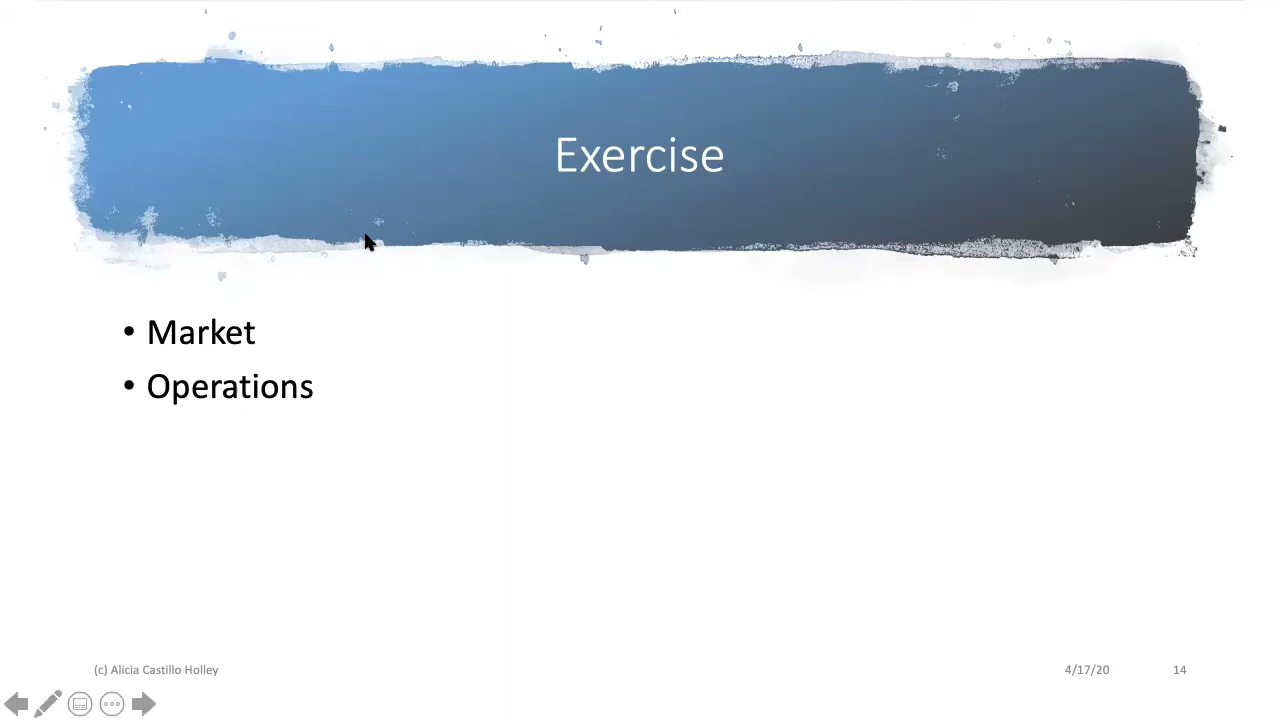 Exercise
• Market
• Operations
(c) Alicia Castillo Holley
4/17/20
14